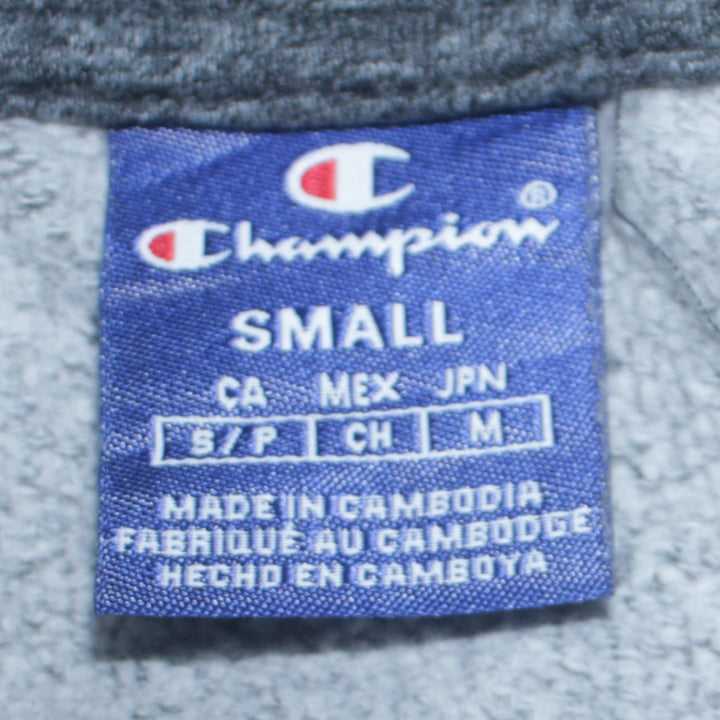 C
Champion®
SMALL
CA MEX JPN
S/P CH M
MADE IN CAMBODIA
FABRIQUÉ AU CAMBODGE
HECHO EN CAMBOYA